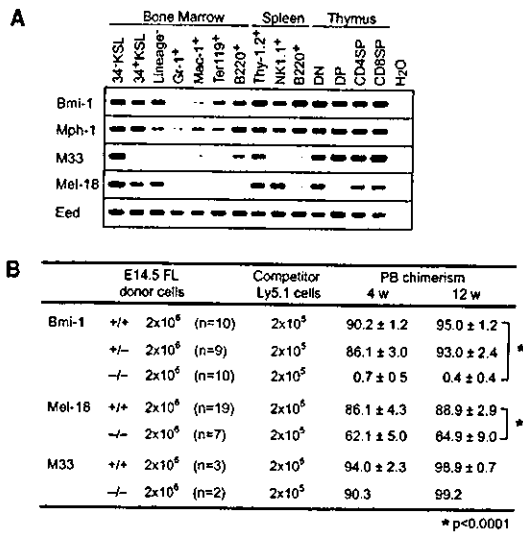 A
Bone Marrow Spleen Thymus
34⁻KSL 34⁺KSL Lineage⁻ Gr-1⁺ Mac-1⁺ Ter119⁺ B220⁺ Thy-1.2⁺ NK1.1⁺ B220⁺ DN DP CD4SP CD8SP H2O
Bmi-1
Mph-1
M33
Mel-18
Eed
B
E14.5 FL donor cells Competitor Ly5.1 cells PB chimerism
4 w 12 w
Bmi-1 +/+ 2x10⁶ (n=10) 2x10⁵ 90.2 ± 1.2 95.0 ± 1.2
+/− 2x10⁶ (n=9) 2x10⁵ 86.1 ± 3.0 93.0 ± 2.4 *
−/− 2x10⁶ (n=10) 2x10⁵ 0.7 ± 0.5 0.4 ± 0.4
Mel-18 +/+ 2x10⁶ (n=19) 2x10⁵ 86.1 ± 4.3 88.9 ± 2.9 *
−/− 2x10⁶ (n=7) 2x10⁵ 62.1 ± 5.0 64.9 ± 9.0
M33 +/+ 2x10⁶ (n=3) 2x10⁵ 94.0 ± 2.3 98.9 ± 0.7
−/− 2x10⁶ (n=2) 2x10⁵ 90.3 99.2
* p<0.0001